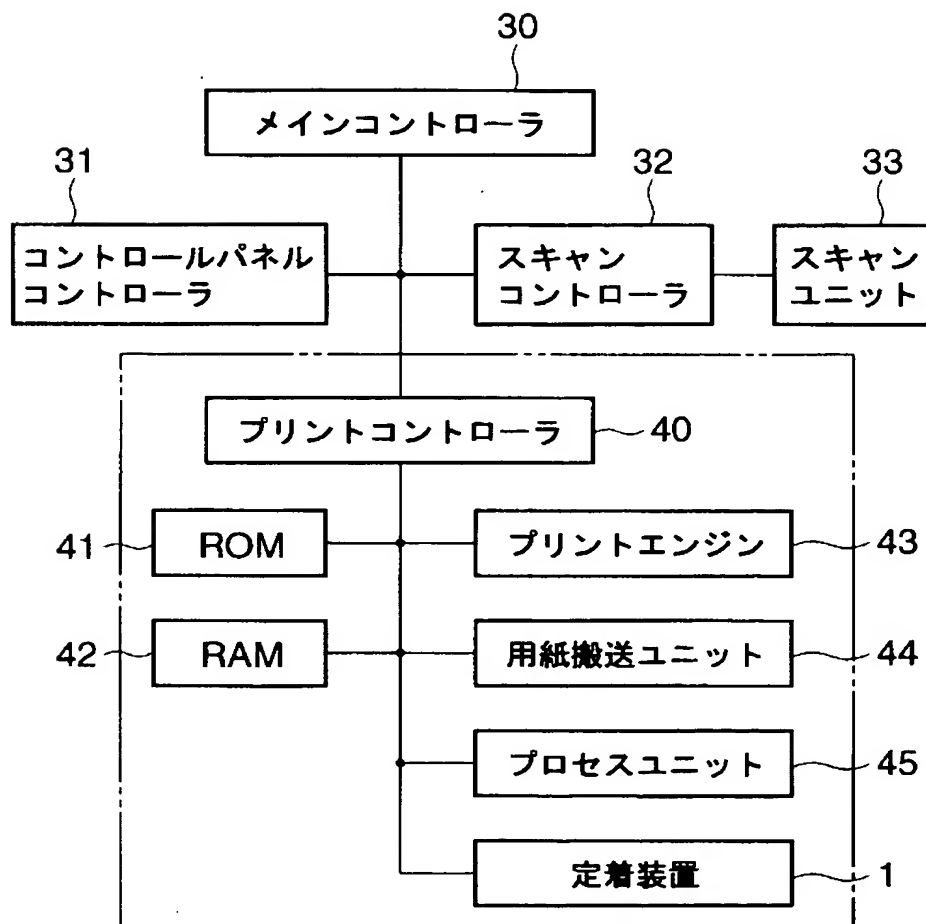 30
メインコントローラ
31
32
33
コントロールパネル
コントローラ
スキャン
コントローラ
スキャン
ユニット
プリントコントローラ
40
41
ROM
プリントエンジン
43
42
RAM
用紙搬送ユニット
44
プロセスユニット
45
定着装置
1